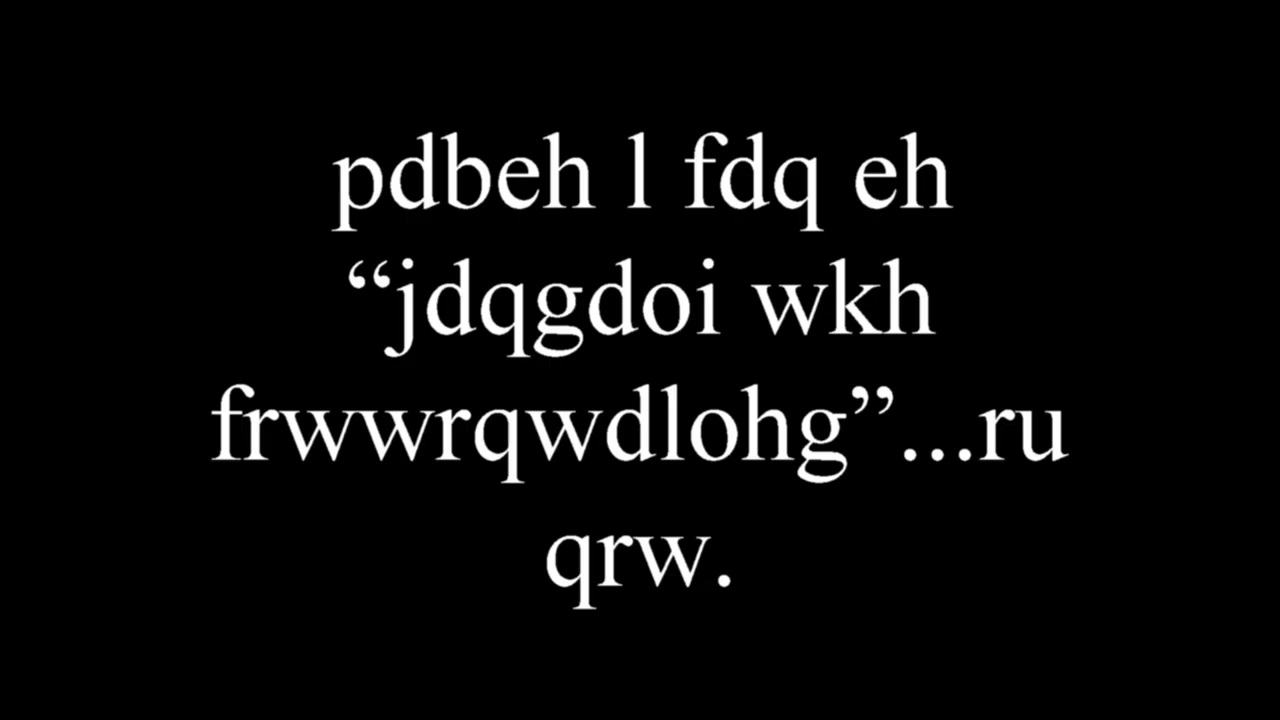 pdbeh l fdq eh
“jdqgdoi wkh
frwwrqwdlohg”...ru
qrw.